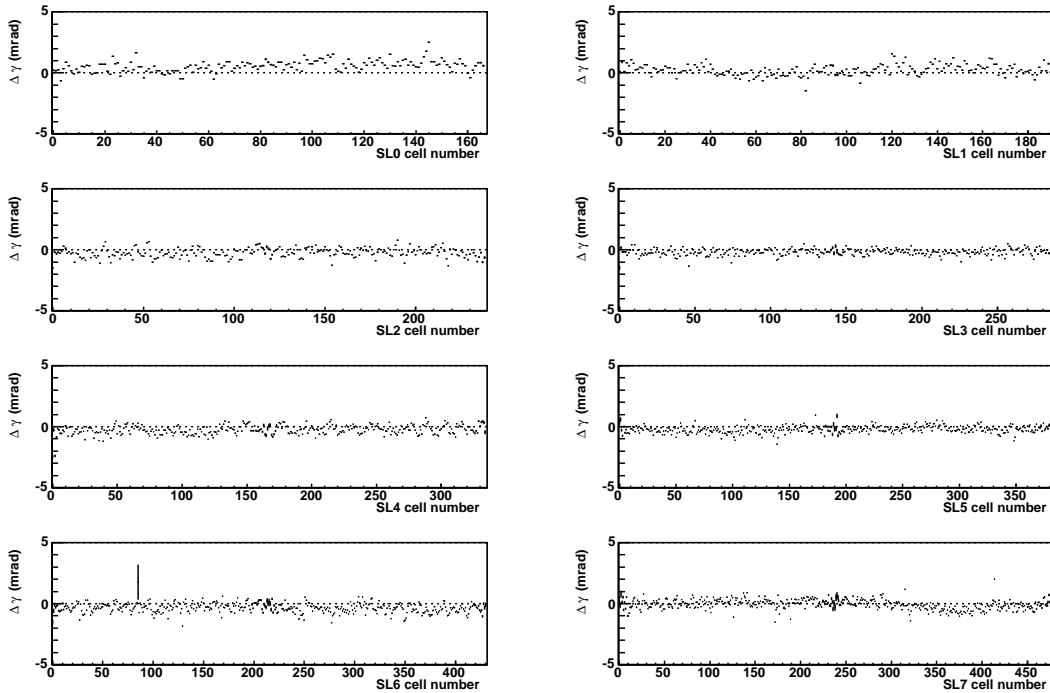 5
0
-5
Δ γ (mrad)
0 20 40 60 80 100 120 140 160
SL0 cell number
5
0
-5
Δ γ (mrad)
0 20 40 60 80 100 120 140 160 180
SL1 cell number
5
0
-5
Δ γ (mrad)
0 50 100 150 200
SL2 cell number
5
0
-5
Δ γ (mrad)
0 50 100 150 200 250
SL3 cell number
5
0
-5
Δ γ (mrad)
0 50 100 150 200 250 300
SL4 cell number
5
0
-5
Δ γ (mrad)
0 50 100 150 200 250 300 350
SL5 cell number
5
0
-5
Δ γ (mrad)
0 50 100 150 200 250 300 350 400
SL6 cell number
5
0
-5
Δ γ (mrad)
0 50 100 150 200 250 300 350 400 450
SL7 cell number